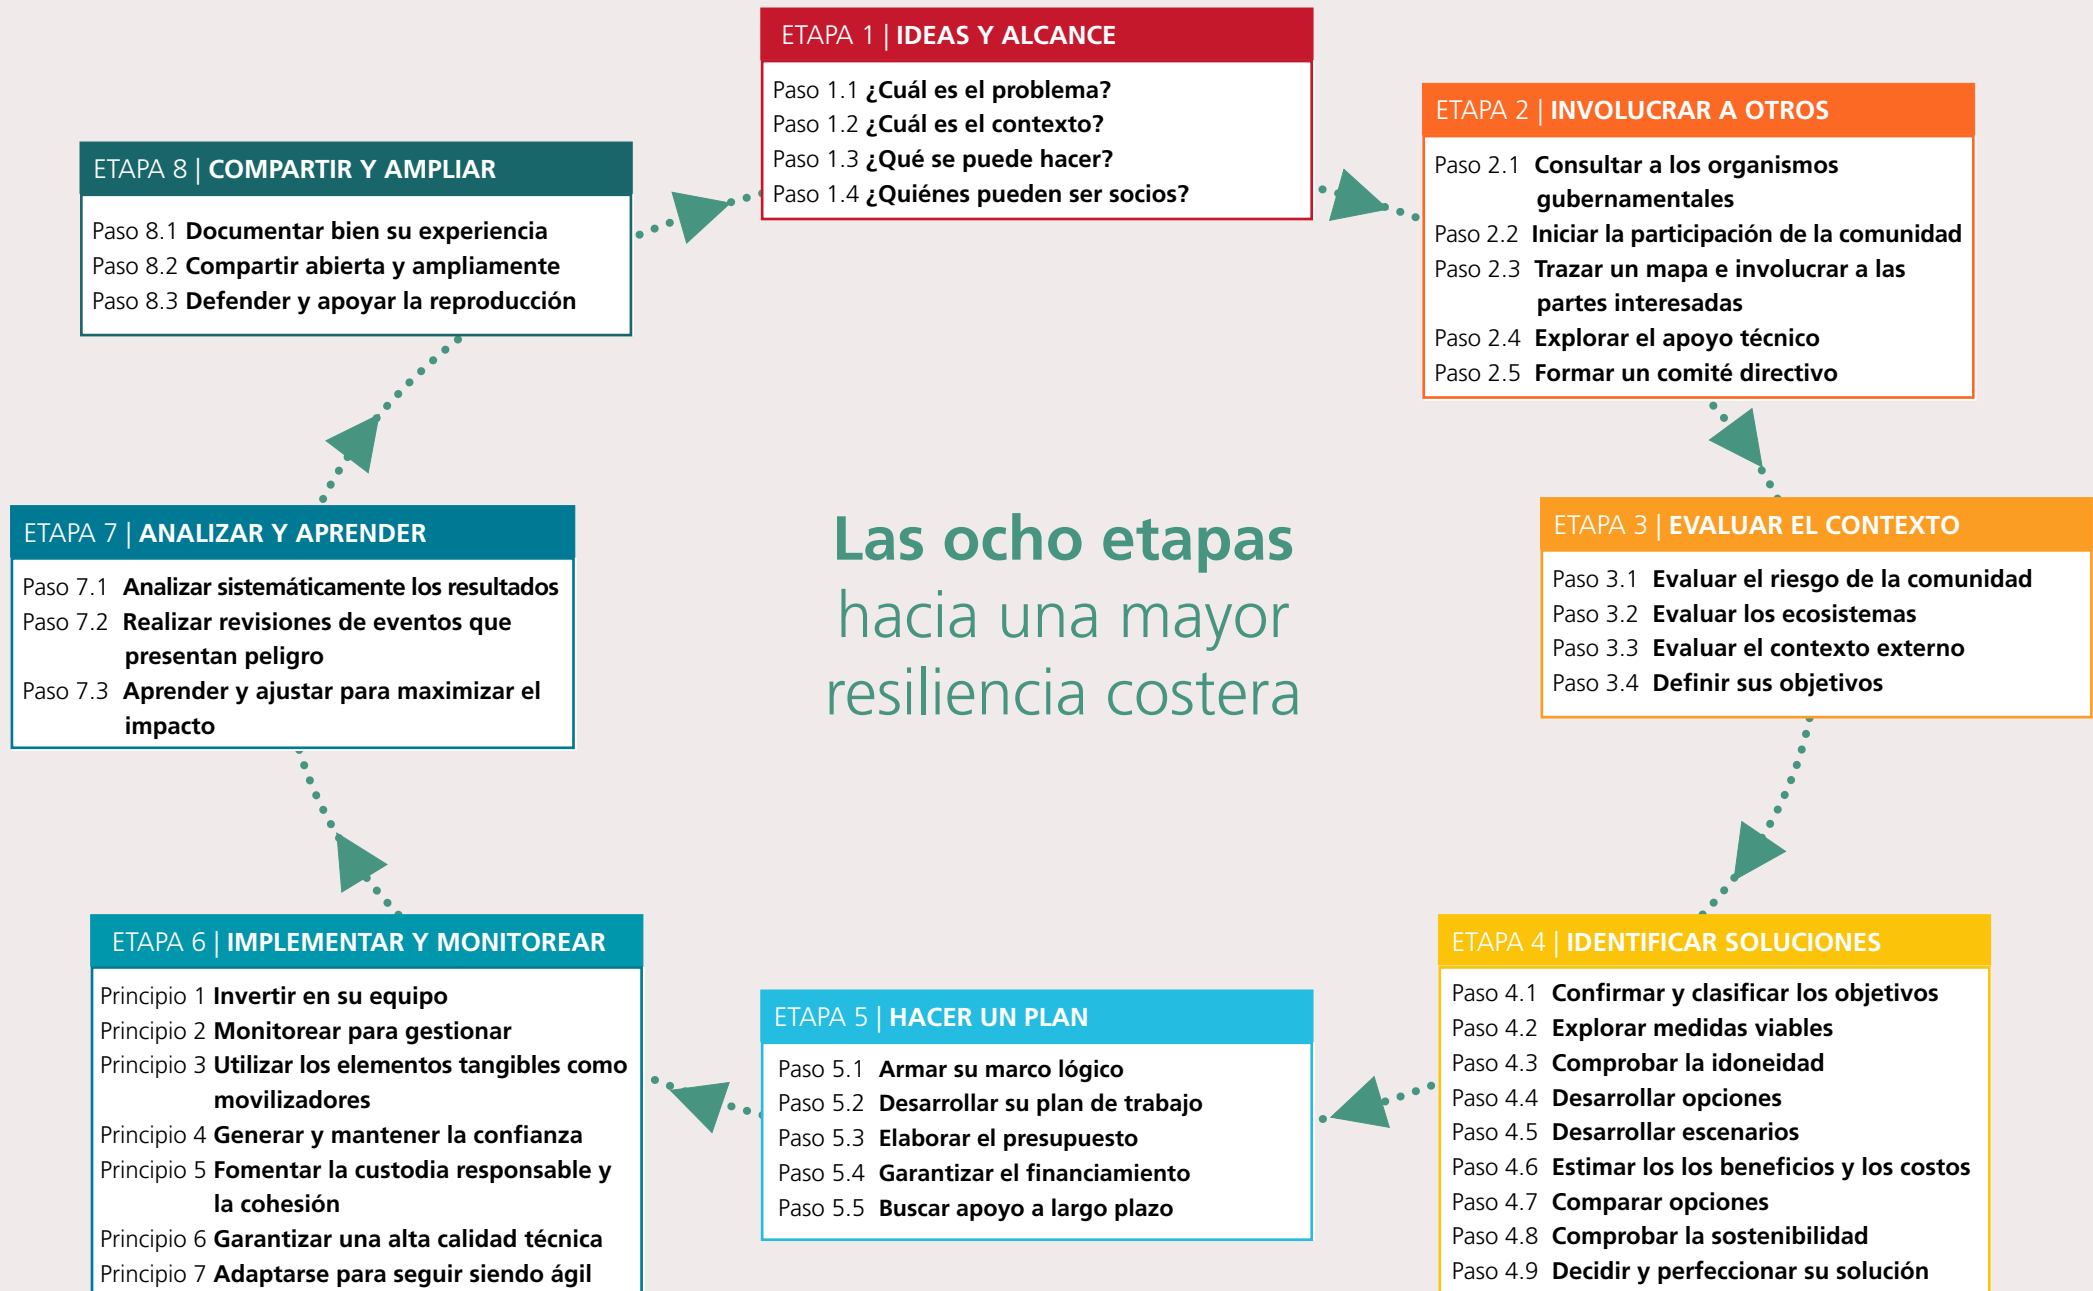 ETAPA 1 | IDEAS Y ALCANCE
Paso 1.1 ¿Cuál es el problema?
Paso 1.2 ¿Cuál es el contexto?
Paso 1.3 ¿Qué se puede hacer?
Paso 1.4 ¿Quiénes pueden ser socios?
ETAPA 2 | INVOLUCRAR A OTROS
Paso 2.1 Consultar a los organismos
gubernamentales
Paso 2.2 Iniciar la participación de la comunidad
Paso 2.3 Trazar un mapa e involucrar a las
partes interesadas
Paso 2.4 Explorar el apoyo técnico
Paso 2.5 Formar un comité directivo
ETAPA 3 | EVALUAR EL CONTEXTO
Paso 3.1 Evaluar el riesgo de la comunidad
Paso 3.2 Evaluar los ecosistemas
Paso 3.3 Evaluar el contexto externo
Paso 3.4 Definir sus objetivos
ETAPA 4 | IDENTIFICAR SOLUCIONES
Paso 4.1 Confirmar y clasificar los objetivos
Paso 4.2 Explorar medidas viables
Paso 4.3 Comprobar la idoneidad
Paso 4.4 Desarrollar opciones
Paso 4.5 Desarrollar escenarios
Paso 4.6 Estimar los los beneficios y los costos
Paso 4.7 Comparar opciones
Paso 4.8 Comprobar la sostenibilidad
Paso 4.9 Decidir y perfeccionar su solución
ETAPA 5 | HACER UN PLAN
Paso 5.1 Armar su marco lógico
Paso 5.2 Desarrollar su plan de trabajo
Paso 5.3 Elaborar el presupuesto
Paso 5.4 Garantizar el financiamiento
Paso 5.5 Buscar apoyo a largo plazo
ETAPA 6 | IMPLEMENTAR Y MONITOREAR
Principio 1 Invertir en su equipo
Principio 2 Monitorear para gestionar
Principio 3 Utilizar los elementos tangibles como
movilizadores
Principio 4 Generar y mantener la confianza
Principio 5 Fomentar la custodia responsable y
la cohesión
Principio 6 Garantizar una alta calidad técnica
Principio 7 Adaptarse para seguir siendo ágil
ETAPA 7 | ANALIZAR Y APRENDER
Paso 7.1 Analizar sistemáticamente los resultados
Paso 7.2 Realizar revisiones de eventos que
presentan peligro
Paso 7.3 Aprender y ajustar para maximizar el
impacto
ETAPA 8 | COMPARTIR Y AMPLIAR
Paso 8.1 Documentar bien su experiencia
Paso 8.2 Compartir abierta y ampliamente
Paso 8.3 Defender y apoyar la reproducción
Las ocho etapas
hacia una mayor
resiliencia costera